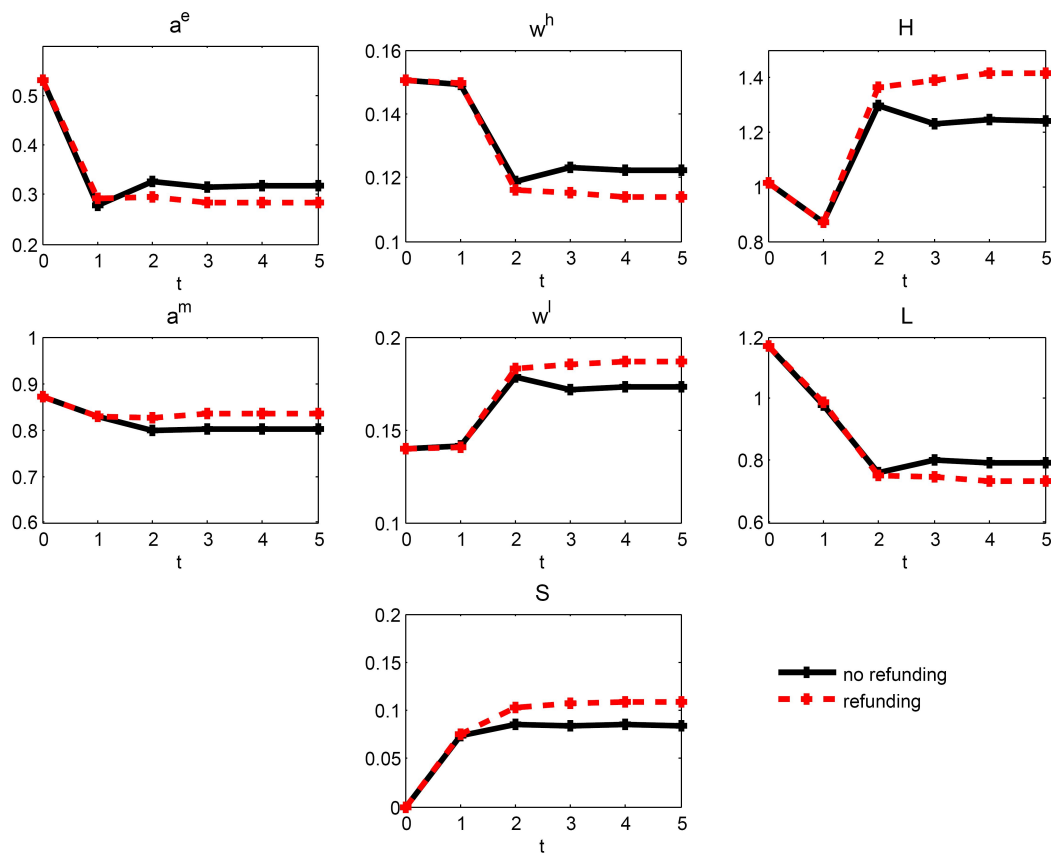 a^e
0.5
0.4
0.3
0.2
0 1 2 3 4 5
t
w^h
0.16
0.14
0.12
0.1
0 1 2 3 4 5
t
H
1.4
1.2
1
0.8
0 1 2 3 4 5
t
a^m
1
0.9
0.8
0.7
0.6
0 1 2 3 4 5
t
w^l
0.2
0.15
0.1
0 1 2 3 4 5
t
L
1.2
1
0.8
0.6
0 1 2 3 4 5
t
S
0.2
0.15
0.1
0.05
0
0 1 2 3 4 5
t
no refunding
refunding